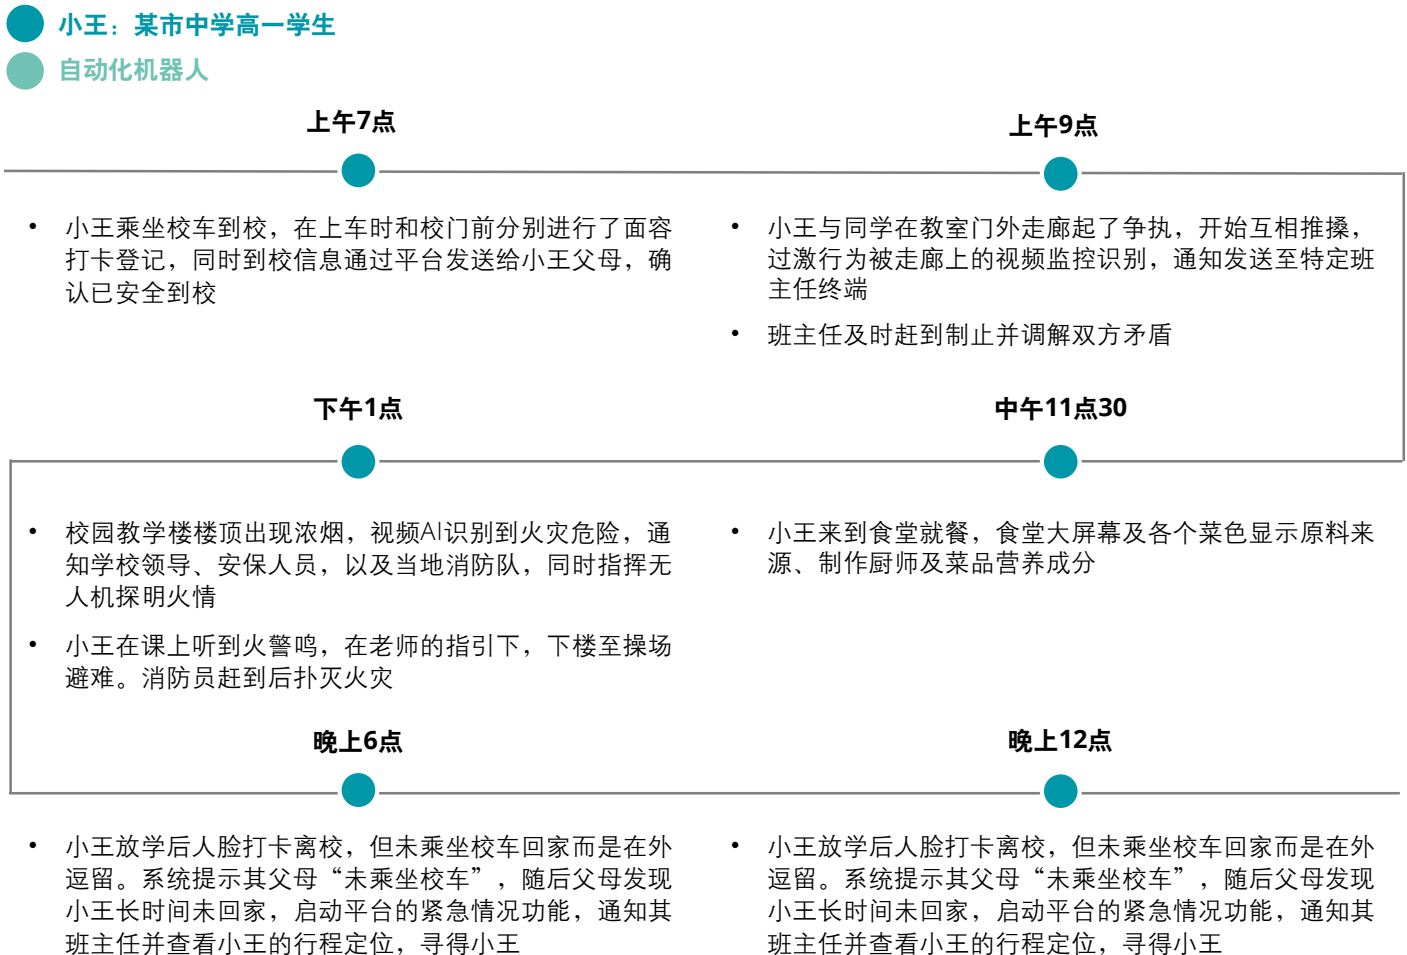 小王：某市中学高一学生
自动化机器人
上午7点
• 小王乘坐校车到校，在上车时和校门前分别进行了面容
打卡登记，同时到校信息通过平台发送给小王父母，确
认已安全到校
上午9点
• 小王与同学在教室门外走廊起了争执，开始互相推搡，
过激行为被走廊上的视频监控识别，通知发送至特定班
主任终端
• 班主任及时赶到制止并调解双方矛盾
中午11点30
• 小王来到食堂就餐，食堂大屏幕及各个菜色显示原料来
源、制作厨师及菜品营养成分
下午1点
• 校园教学楼楼顶出现浓烟，视频AI识别到火灾危险，通
知学校领导、安保人员，以及当地消防队，同时指挥无
人机探明火情
• 小王在课上听到火警鸣，在老师的指引下，下楼至操场
避难。消防员赶到后扑灭火灾
晚上6点
• 小王放学后人脸打卡离校，但未乘坐校车回家而是在外
逗留。系统提示其父母“未乘坐校车”，随后父母发现
小王长时间未回家，启动平台的紧急情况功能，通知其
班主任并查看小王的行程定位，寻得小王
晚上12点
• 小王放学后人脸打卡离校，但未乘坐校车回家而是在外
逗留。系统提示其父母“未乘坐校车”，随后父母发现
小王长时间未回家，启动平台的紧急情况功能，通知其
班主任并查看小王的行程定位，寻得小王